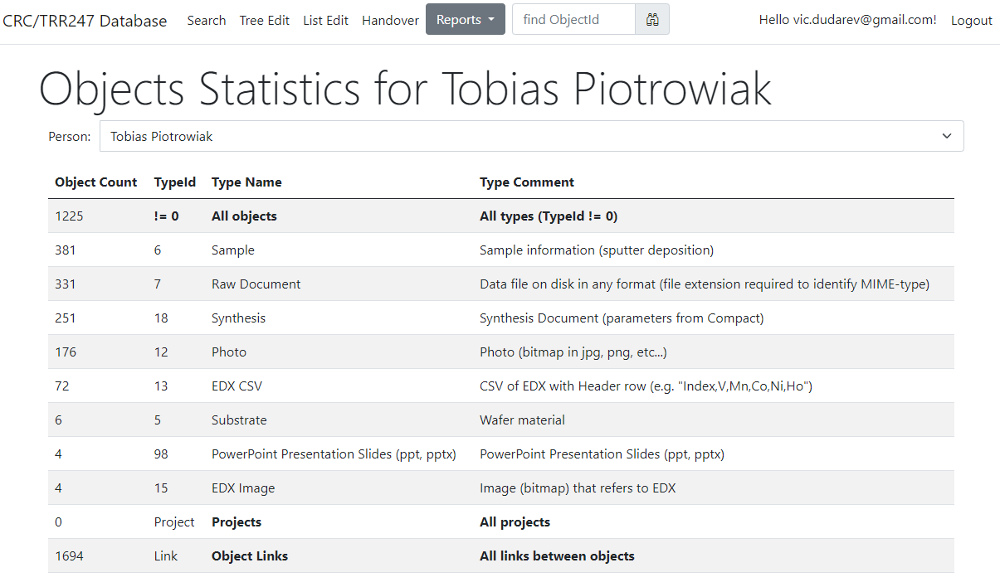 CRC/TRR247 Database Search Tree Edit List Edit Handover Reports find ObjectId Hello vic.dudarev@gmail.com! Logout
Objects Statistics for Tobias Piotrowiak
Person: Tobias Piotrowiak
Object Count TypeId Type Name Type Comment
1225 != 0 All objects All types (TypeId != 0)
381 6 Sample Sample information (sputter deposition)
331 7 Raw Document Data file on disk in any format (file extension required to identify MIME-type)
251 18 Synthesis Synthesis Document (parameters from Compact)
176 12 Photo Photo (bitmap in jpg, png, etc...)
72 13 EDX CSV CSV of EDX with Header row (e.g. "Index,V,Mn,Co,Ni,Ho")
6 5 Substrate Wafer material
4 98 PowerPoint Presentation Slides (ppt, pptx) PowerPoint Presentation Slides (ppt, pptx)
4 15 EDX Image Image (bitmap) that refers to EDX
0 Project Projects All projects
1694 Link Object Links All links between objects